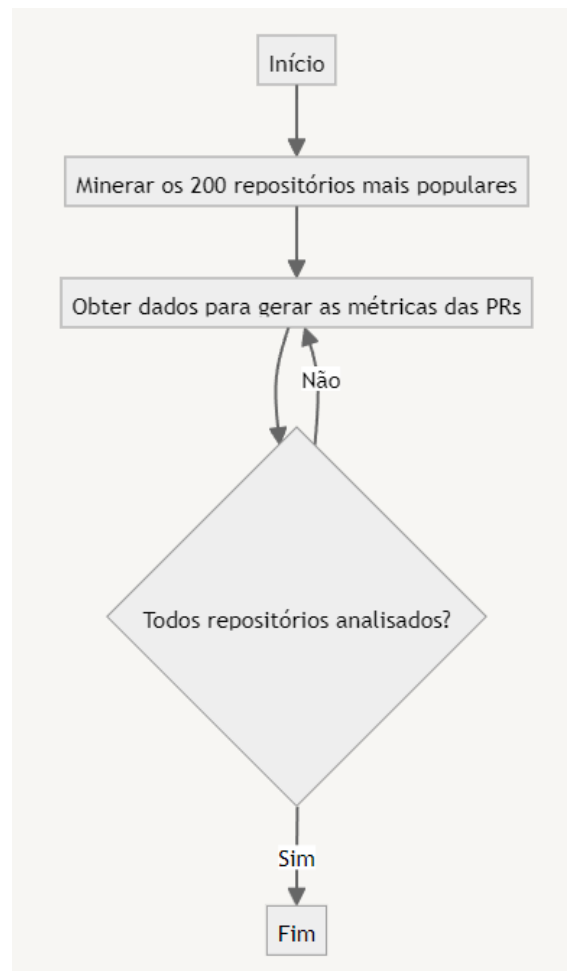 Início
Minerar os 200 repositórios mais populares
Obter dados para gerar as métricas das PRs
Não
Todos repositórios analisados?
Sim
Fim